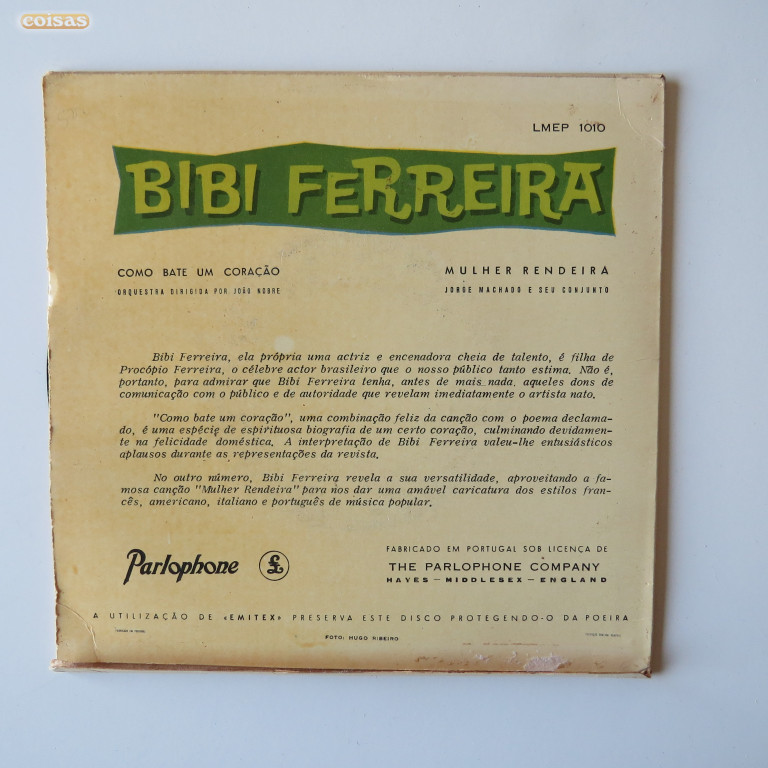 coisas
LMEP 1010
BIBI FERREIRA
COMO BATE UM CORAÇÃO
ORQUESTRA DIRIGIDA POR JOÃO NOBRE
MULHER RENDEIRA
JORGE MACHADO E SEU CONJUNTO
Bibi Ferreira, ela própria uma actriz e encenadora cheia de talento, é filha de
Procópio Ferreira, o célebre actor brasileiro que o nosso público tanto estima. Não é,
portanto, para admirar que Bibi Ferreira tenha, antes de mais nada, aqueles dons de
comunicação com o público e de autoridade que revelam imediatamente o artista nato.
"Como bate um coração", uma combinação feliz da canção com o poema declama-
do, é uma espécie de espirituosa biografia de um certo coração, culminando devidamen-
te na felicidade doméstica. A interpretação de Bibi Ferreira valeu-lhe entusiásticos
aplausos durante as representações da revista.
No outro número, Bibi Ferreira revela a sua versatilidade, aproveitando a fa-
mosa canção "Mulher Rendeira" para nos dar uma amável caricatura dos estilos fran-
cês, americano, italiano e português de música popular.
Parlophone £
FABRICADO EM PORTUGAL SOB LICENÇA DE
THE PARLOPHONE COMPANY
HAYES – MIDDLESEX – ENGLAND
A UTILIZAÇÃO DE «EMITEX» PRESERVA ESTE DISCO PROTEGENDO-O DA POEIRA
FOTO: HUGO RIBEIRO